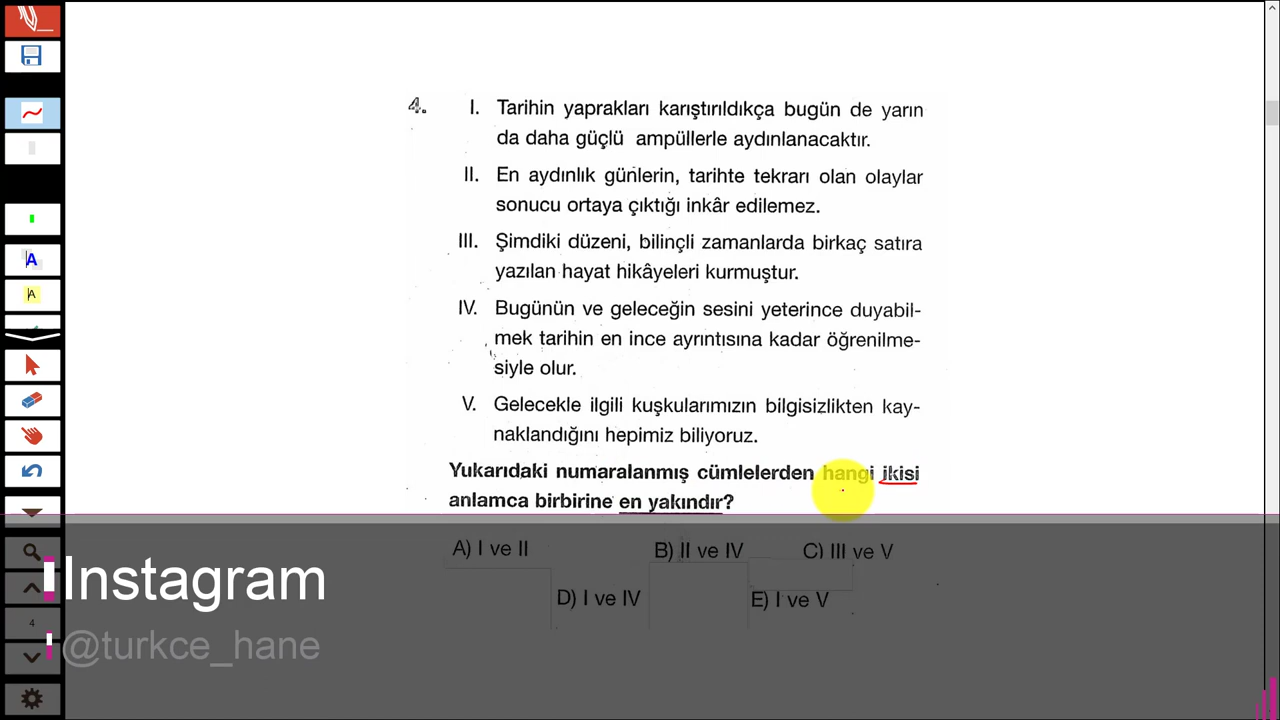 4. I. Tarihin yaprakları karıştırıldıkça bugün de yarın
da daha güçlü ampüllerle aydınlanacaktır.
II. En aydınlık günlerin, tarihte tekrarı olan olaylar
sonucu ortaya çıktığı inkâr edilemez.
III. Şimdiki düzeni, bilinçli zamanlarda birkaç satıra
yazılan hayat hikâyeleri kurmuştur.
IV. Bugünün ve geleceğin sesini yeterince duyabil-
mek tarihin en ince ayrıntısına kadar öğrenilme-
siyle olur.
V. Gelecekle ilgili kuşkularımızın bilgisizlikten kay-
naklandığını hepimiz biliyoruz.
Yukarıdaki numaralanmış cümlelerden hangi ikisi
anlamca birbirine en yakındır?
A) I ve II B) II ve IV C) III ve V
D) I ve IV E) I ve V
Instagram
@turkce_hane
A
A
4